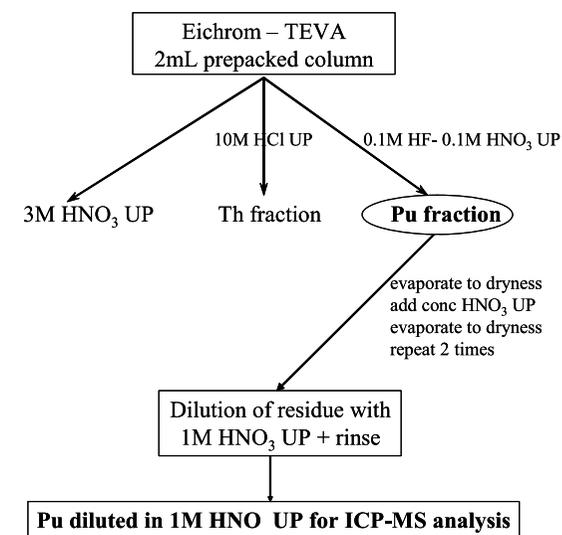 Eichrom – TEVA
2mL prepacked column
10M HCl UP
0.1M HF- 0.1M HNO₃ UP
3M HNO₃ UP
Th fraction
Pu fraction
evaporate to dryness
add conc HNO₃ UP
evaporate to dryness
repeat 2 times
Dilution of residue with
1M HNO₃ UP + rinse
Pu diluted in 1M HNO UP for ICP-MS analysis